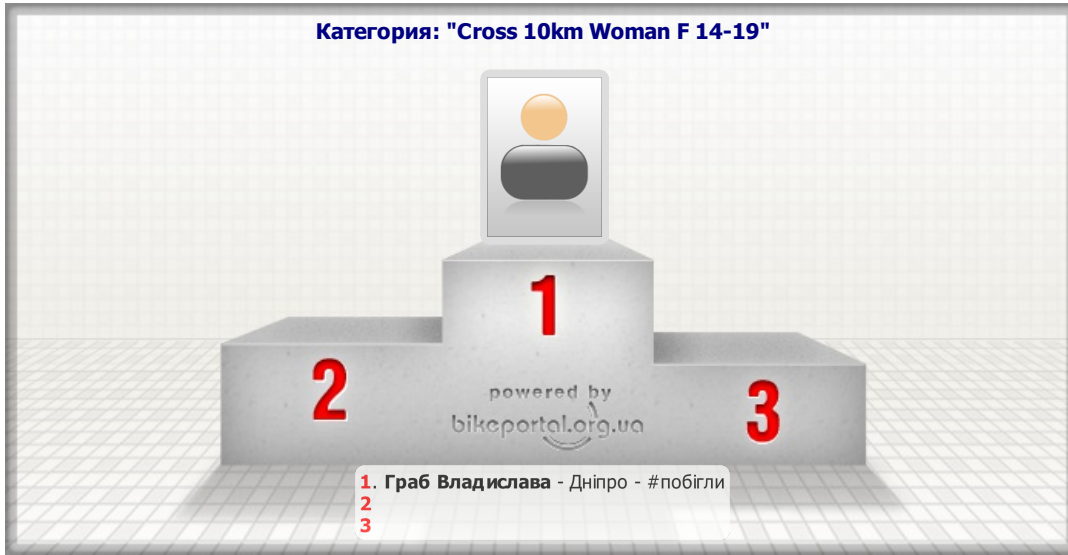 Категория: "Cross 10km Woman F 14-19"
1
2
3
powered by
bikeportal.org.ua
1. Граб Владислава - Дніпро - #побігли
2
3